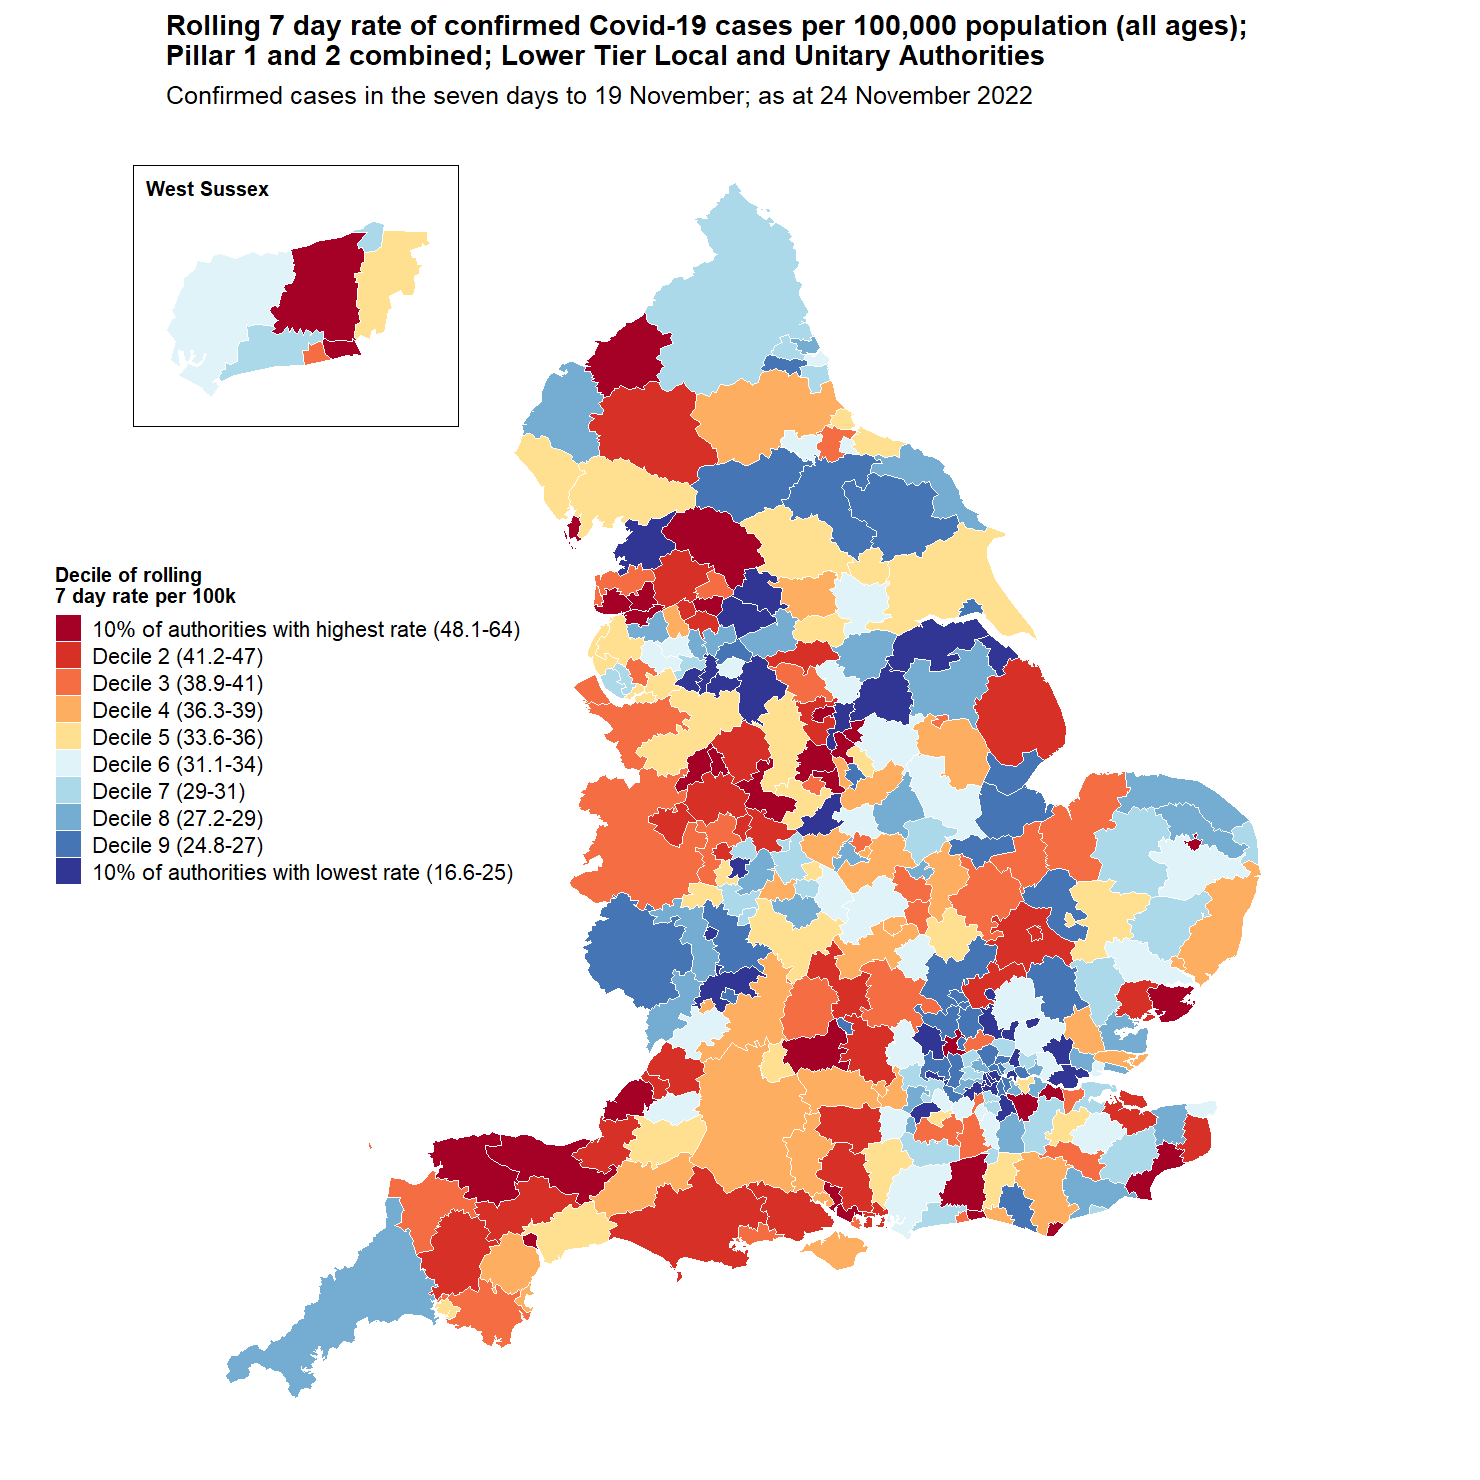 Rolling 7 day rate of confirmed Covid-19 cases per 100,000 population (all ages);
Pillar 1 and 2 combined; Lower Tier Local and Unitary Authorities
Confirmed cases in the seven days to 19 November; as at 24 November 2022
West Sussex
Decile of rolling
7 day rate per 100k
10% of authorities with highest rate (48.1-64)
Decile 2 (41.2-47)
Decile 3 (38.9-41)
Decile 4 (36.3-39)
Decile 5 (33.6-36)
Decile 6 (31.1-34)
Decile 7 (29-31)
Decile 8 (27.2-29)
Decile 9 (24.8-27)
10% of authorities with lowest rate (16.6-25)